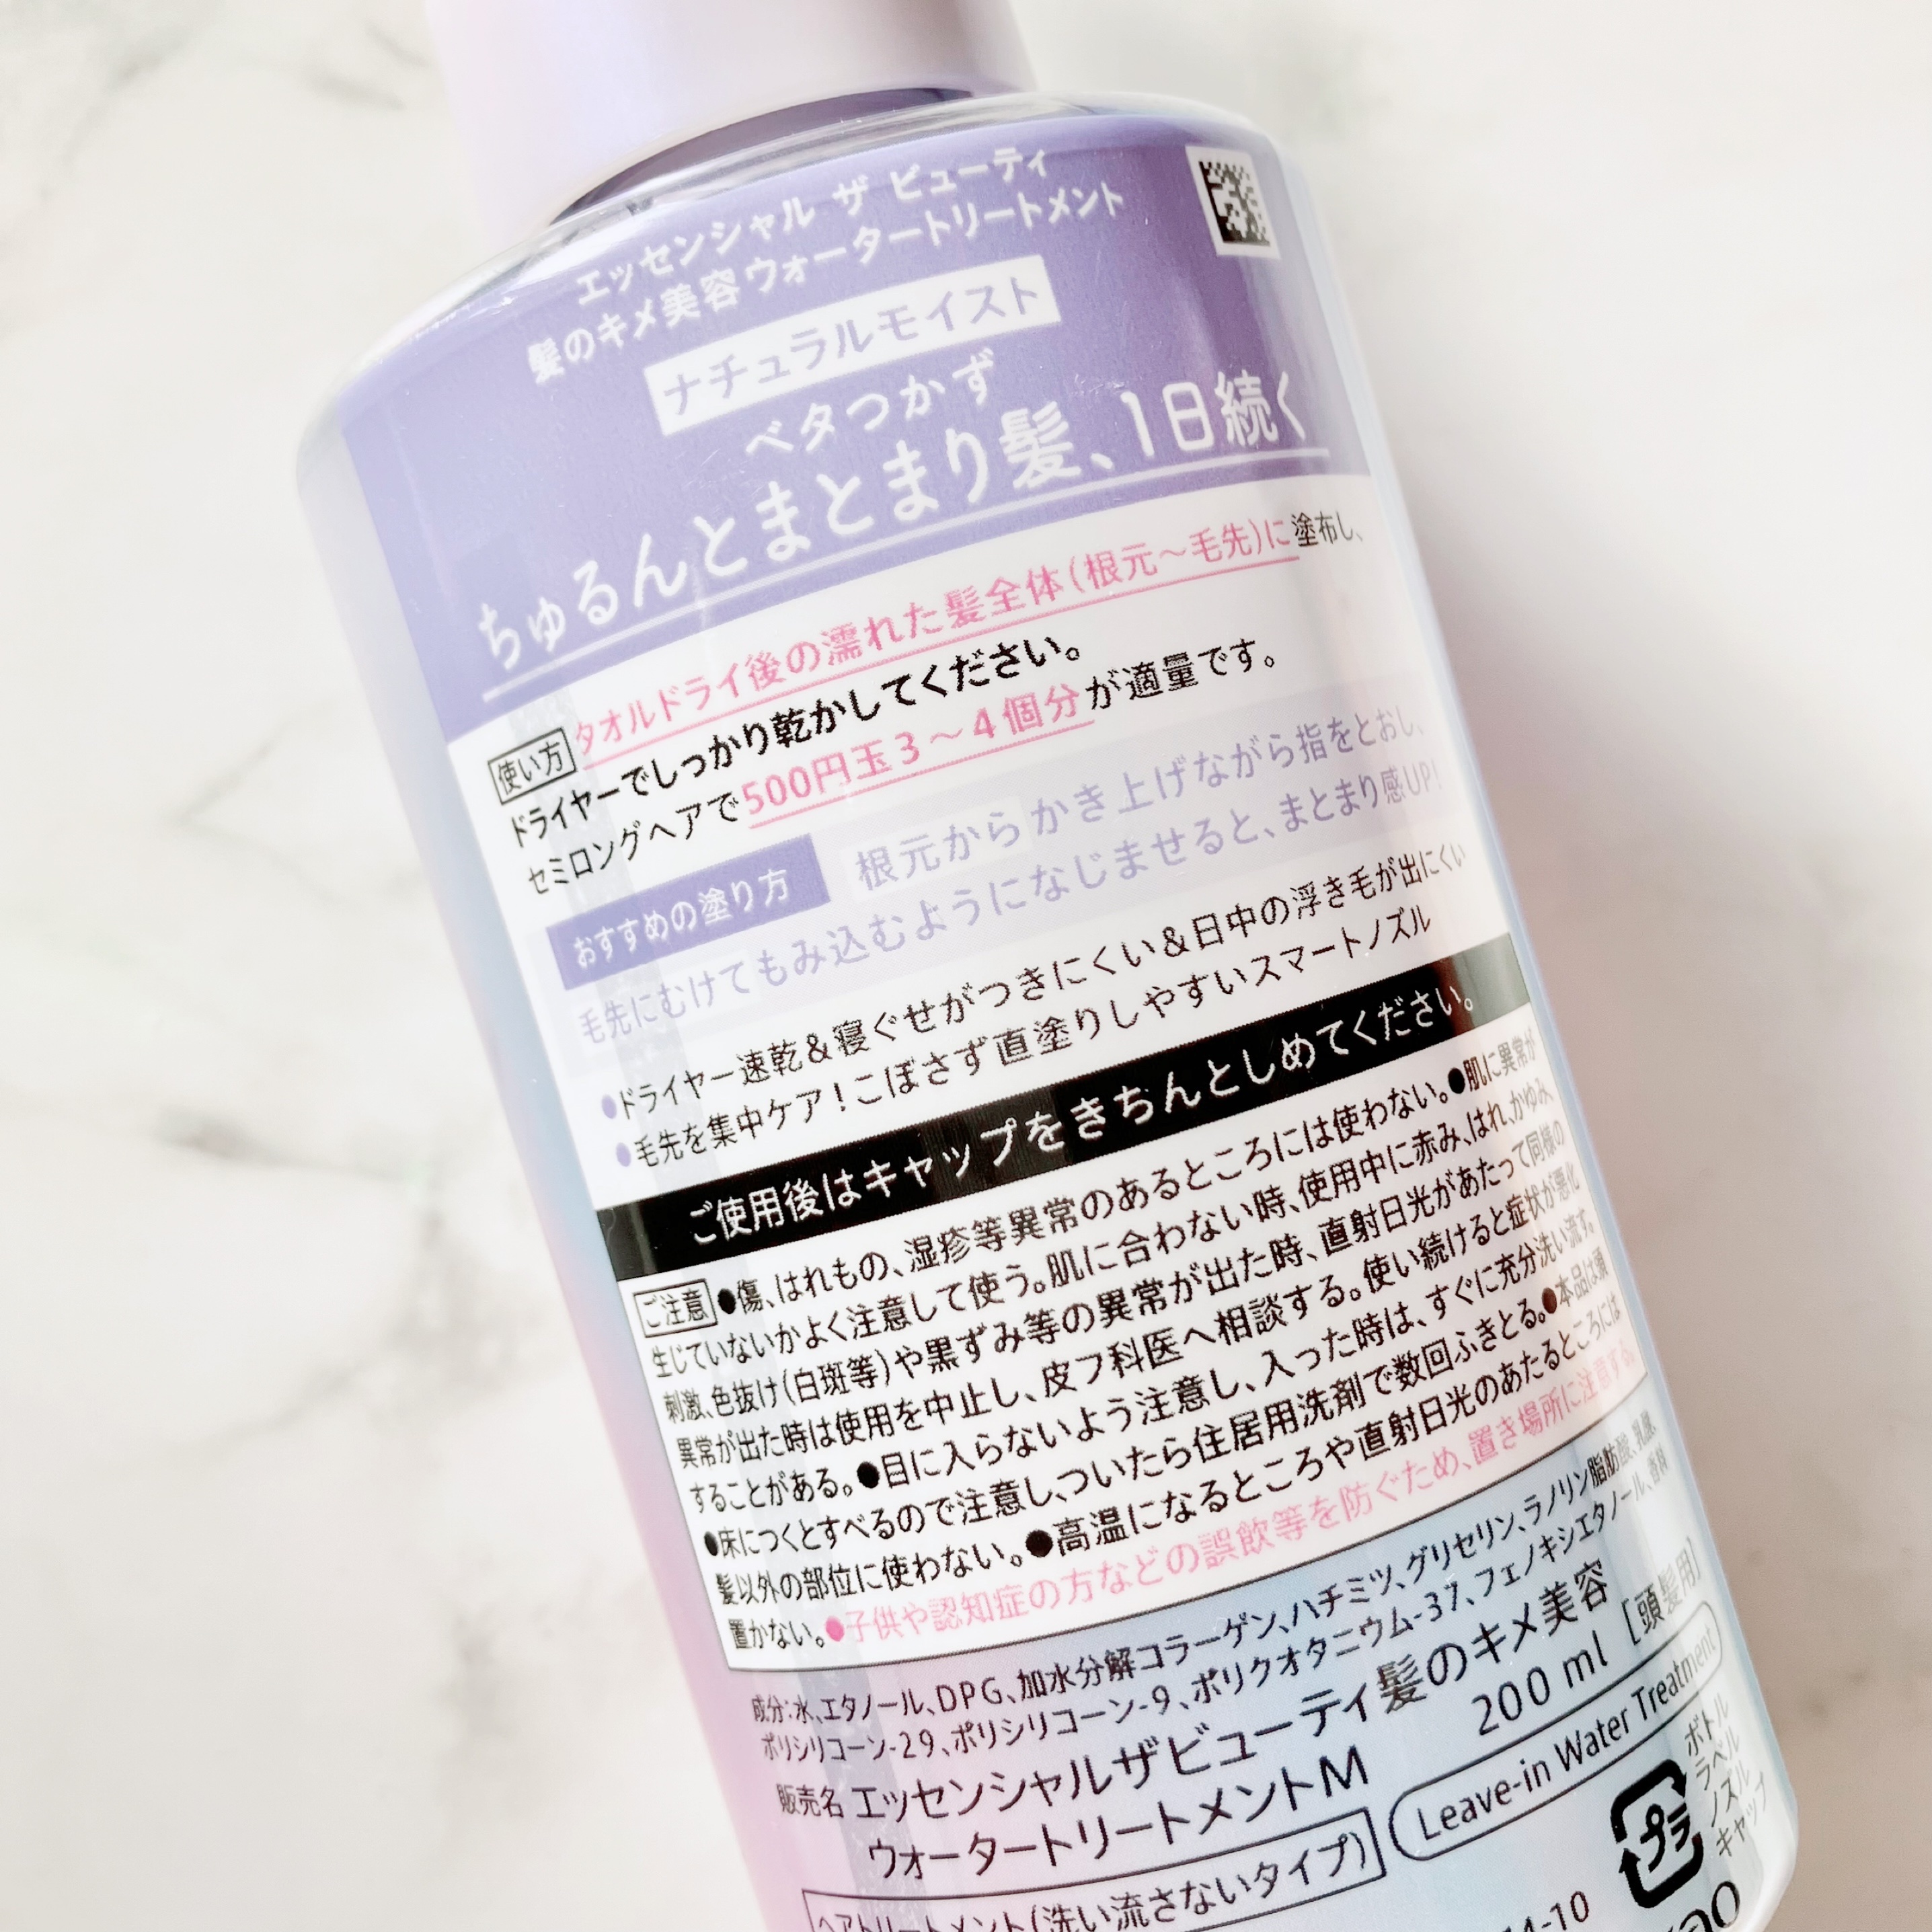 エッセンシャル ザ ビューティ
髪のキメ美容ウォータートリートメント
ナチュラルモイスト
ベタつかず
ちゅるんとまとまり髪、1日続く
使い方 タオルドライ後の濡れた髪全体(根元～毛先)に塗布し、
ドライヤーでしっかり乾かしてください。
セミロングヘアで500円玉3～4個分が適量です。
おすすめの塗り方 根元からかき上げながら指をとおし、
毛先にむけてもみ込むようになじませると、まとまり感UP!
●ドライヤー速乾&寝ぐせがつきにくい&日中の浮き毛が出にくい
●毛先を集中ケア!こぼさず直塗りしやすいスマートノズル
ご使用後はキャップをきちんとしめてください。
ご注意 ●傷、はれもの、湿疹等異常のあるところには使わない。●肌に異常が
生じていないかよく注意して使う。肌に合わない時、使用中に赤み、はれ、かゆみ、
刺激、色抜け(白斑等)や黒ずみ等の異常が出た時、直射日光があたって同様の
異常が出た時は使用を中止し、皮フ科医へ相談する。使い続けると症状が悪化
することがある。●目に入らないよう注意し、入った時は、すぐに充分洗い流す。
●床につくとすべるので注意し、ついたら住居用洗剤で数回ふきとる。●本品は頭
髪以外の部位に使わない。●高温になるところや直射日光のあたるところには
置かない。●子供や認知症の方などの誤飲等を防ぐため、置き場所に注意する。
成分:水、エタノール、DPG、加水分解コラーゲン、ハチミツ、グリセリン、ラノリン脂肪酸、乳酸、
ポリシリコーン-29、ポリシリコーン-9、ポリクオタニウム-37、フェノキシエタノール、香料
販売名 エッセンシャルザビューティ髪のキメ美容
ウォータートリートメントM 200 ml [頭髪用]
ヘアトリートメント(洗い流さないタイプ) Leave-in Water Treatment
プラ
ボトル
ラベル
ノズル
キャップ